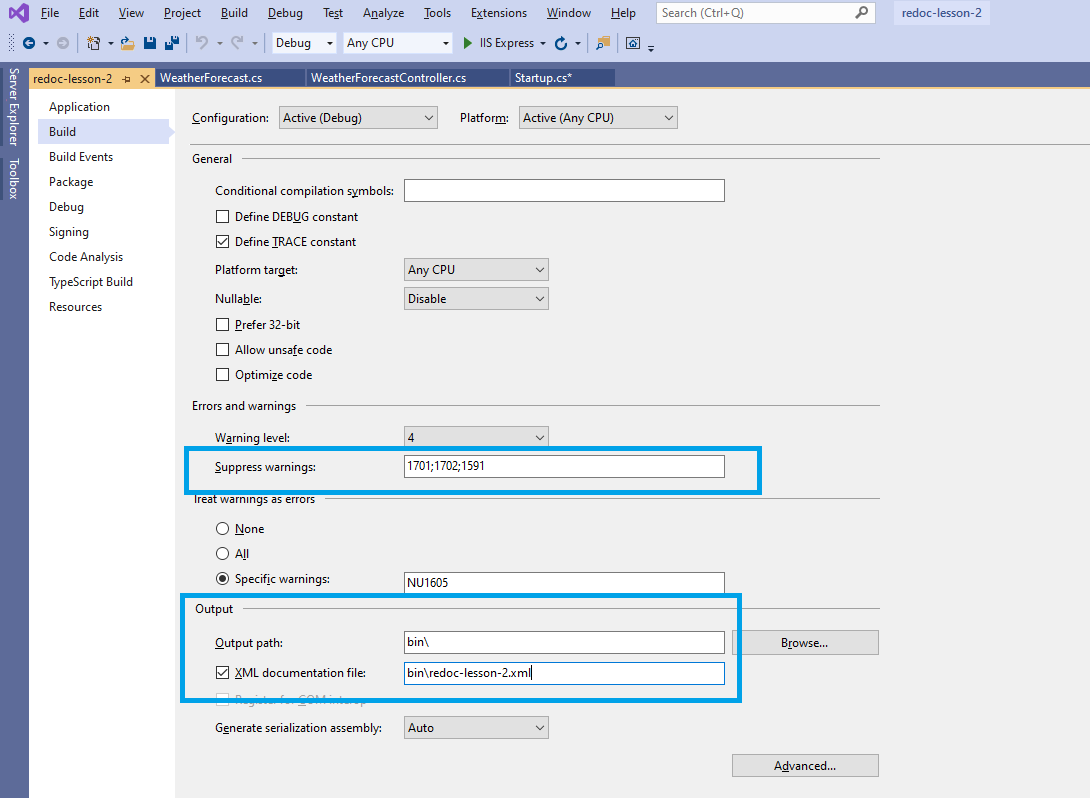 File Edit View Project Build Debug Test Analyze Tools Extensions Window Help Search (Ctrl+Q) redoc-lesson-2
Debug Any CPU IIS Express
Server Explorer
Toolbox
redoc-lesson-2 WeatherForecast.cs WeatherForecastController.cs Startup.cs*
Application
Build
Build Events
Package
Debug
Signing
Code Analysis
TypeScript Build
Resources
Configuration: Active (Debug) Platform: Active (Any CPU)
General
Conditional compilation symbols:
Define DEBUG constant
Define TRACE constant
Platform target: Any CPU
Nullable: Disable
Prefer 32-bit
Allow unsafe code
Optimize code
Errors and warnings
Warning level: 4
Suppress warnings: 1701;1702;1591
Treat warnings as errors
None
All
Specific warnings: NU1605
Output
Output path: bin\ Browse...
XML documentation file: bin\redoc-lesson-2.xml
Register for COM interop
Generate serialization assembly: Auto
Advanced...